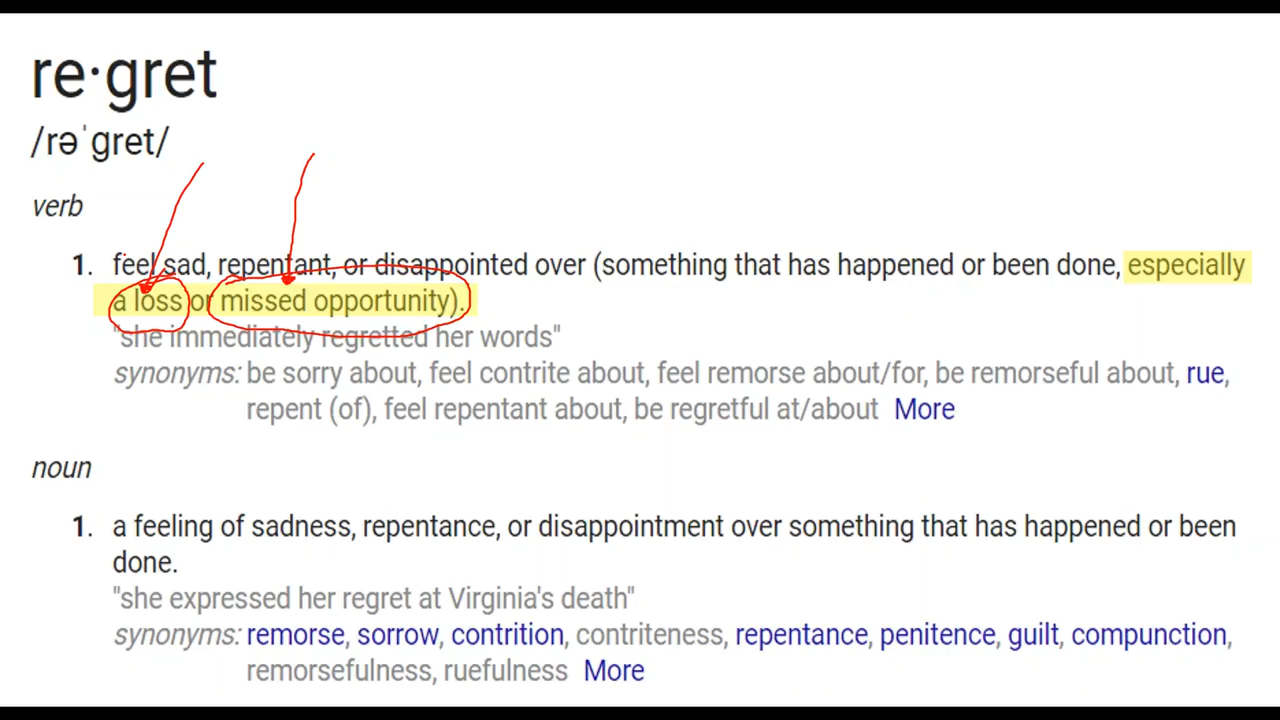 re·gret
/rəˈɡret/
verb
1. feel sad, repentant, or disappointed over (something that has happened or been done, especially
a loss or missed opportunity).
"she immediately regretted her words"
synonyms: be sorry about, feel contrite about, feel remorse about/for, be remorseful about, rue,
repent (of), feel repentant about, be regretful at/about More
noun
1. a feeling of sadness, repentance, or disappointment over something that has happened or been
done.
"she expressed her regret at Virginia's death"
synonyms: remorse, sorrow, contrition, contriteness, repentance, penitence, guilt, compunction,
remorsefulness, ruefulness More